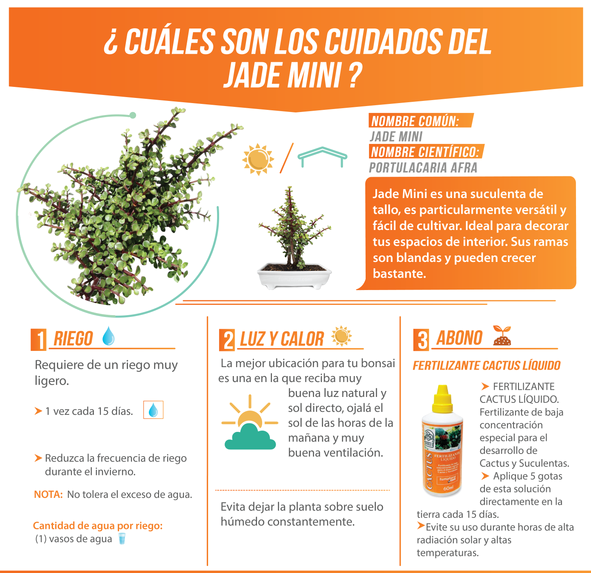 ¿ CUÁLES SON LOS CUIDADOS DEL
JADE MINI ?
NOMBRE COMÚN:
JADE MINI
NOMBRE CIENTÍFICO:
PORTULACARIA AFRA
Jade Mini es una suculenta de
tallo, es particularmente versátil y
fácil de cultivar. Ideal para decorar
tus espacios de interior. Sus ramas
son blandas y pueden crecer
bastante.
1 RIEGO
Requiere de un riego muy
ligero.
➤ 1 vez cada 15 días.
➤ Reduzca la frecuencia de riego
durante el invierno.
NOTA: No tolera el exceso de agua.
Cantidad de agua por riego:
(1) vasos de agua
2 LUZ Y CALOR
La mejor ubicación para tu bonsai
es una en la que reciba muy
buena luz natural y
sol directo, ojalá el
sol de las horas de la
mañana y muy
buena ventilación.
Evita dejar la planta sobre suelo
húmedo constantemente.
3 ABONO
FERTILIZANTE CACTUS LÍQUIDO
➤ FERTILIZANTE
CACTUS LÍQUIDO.
Fertilizante de baja
concentración
especial para el
desarrollo de
Cactus y Suculentas.
➤ Aplique 5 gotas
de esta solución
directamente en la
tierra cada 15 días.
➤Evite su uso durante horas de alta
radiación solar y altas
temperaturas.
CACTUS